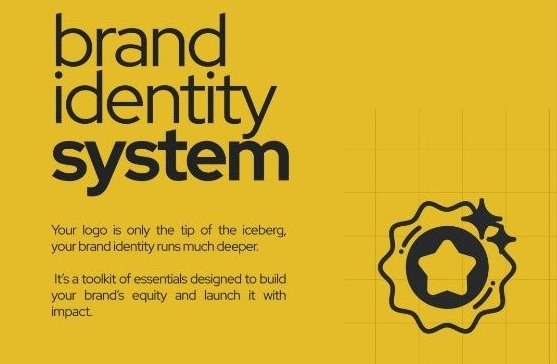 brand
identity
system
Your logo is only the tip of the iceberg,
your brand identity runs much deeper.
It's a toolkit of essentials designed to build
your brand's equity and launch it with
impact.